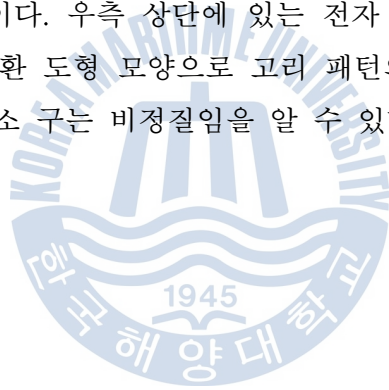 이다. 우측 상단에 있는 전자
환 도형 모양으로 고리 패턴의
소 구는 비정질임을 알 수 있
KOREA MARITIME UNIVERSITY
1945
한국해양대학교